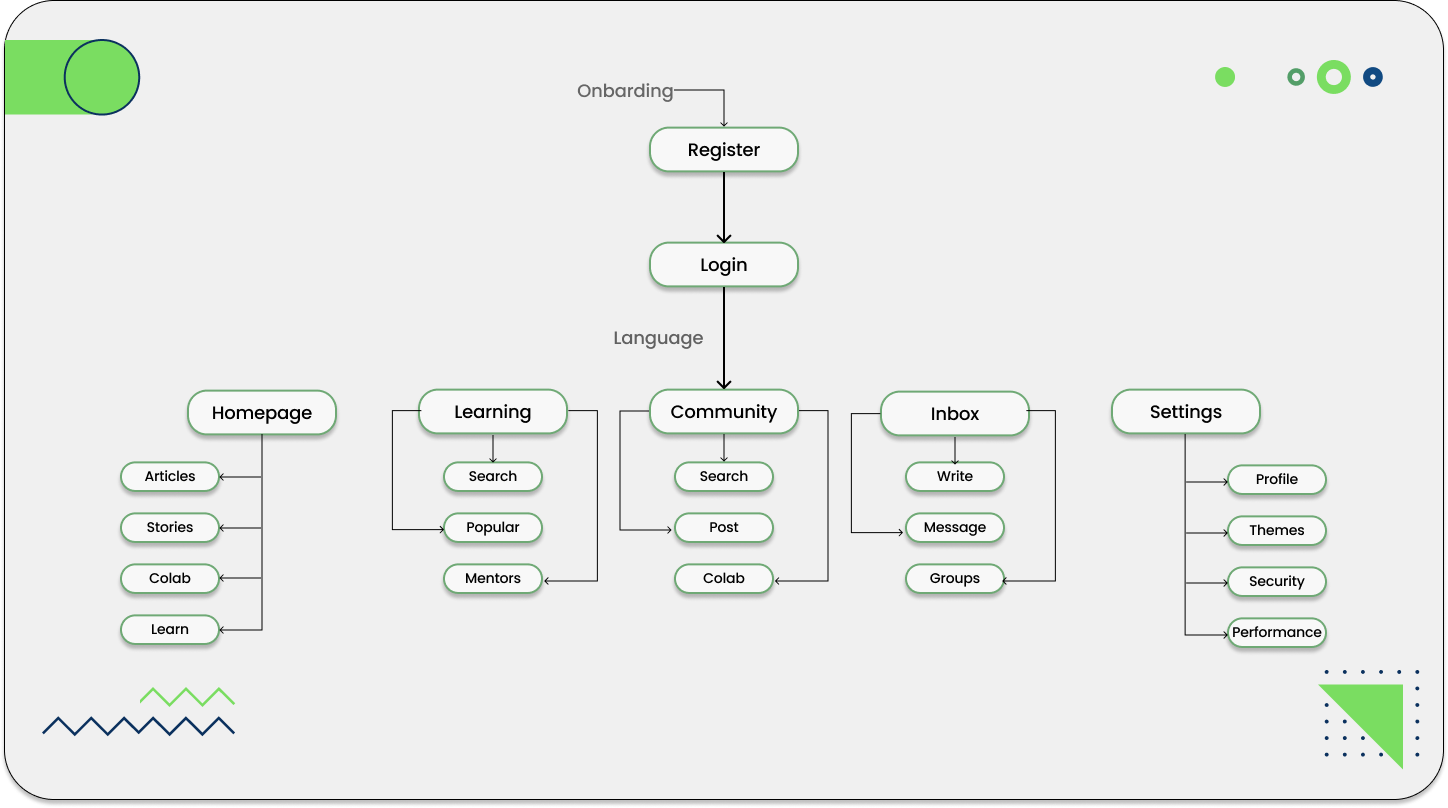 Onbarding
Register
Login
Language
Homepage
Learning
Community
Inbox
Settings
Articles
Search
Search
Write
Profile
Stories
Popular
Post
Message
Themes
Colab
Mentors
Colab
Groups
Security
Learn
Performance